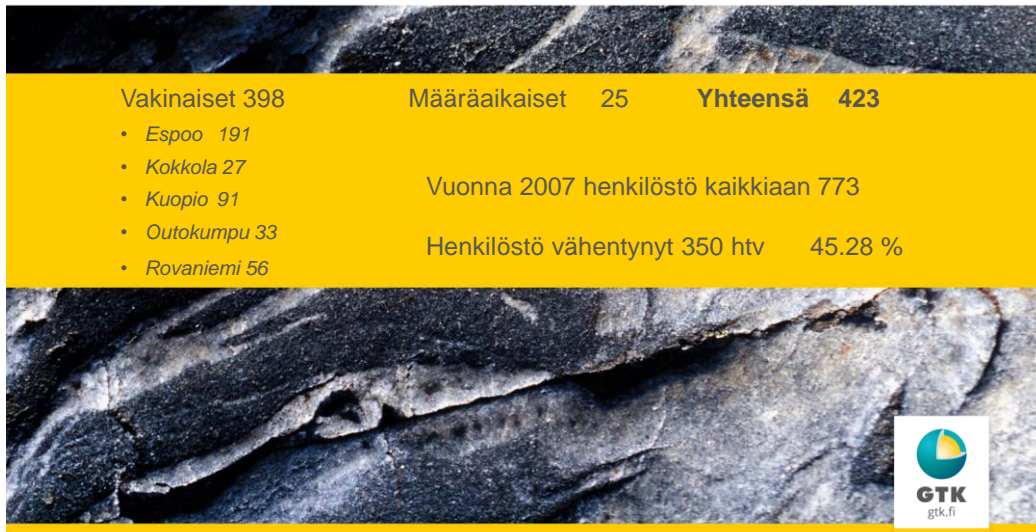 Vakinaiset 398 Määräaikaiset 25 Yhteensä 423
• Espoo 191
• Kokkola 27
• Kuopio 91
• Outokumpu 33
• Rovaniemi 56
Vuonna 2007 henkilöstö kaikkiaan 773
Henkilöstö vähentynyt 350 htv 45.28 %
GTK
gtk.fi